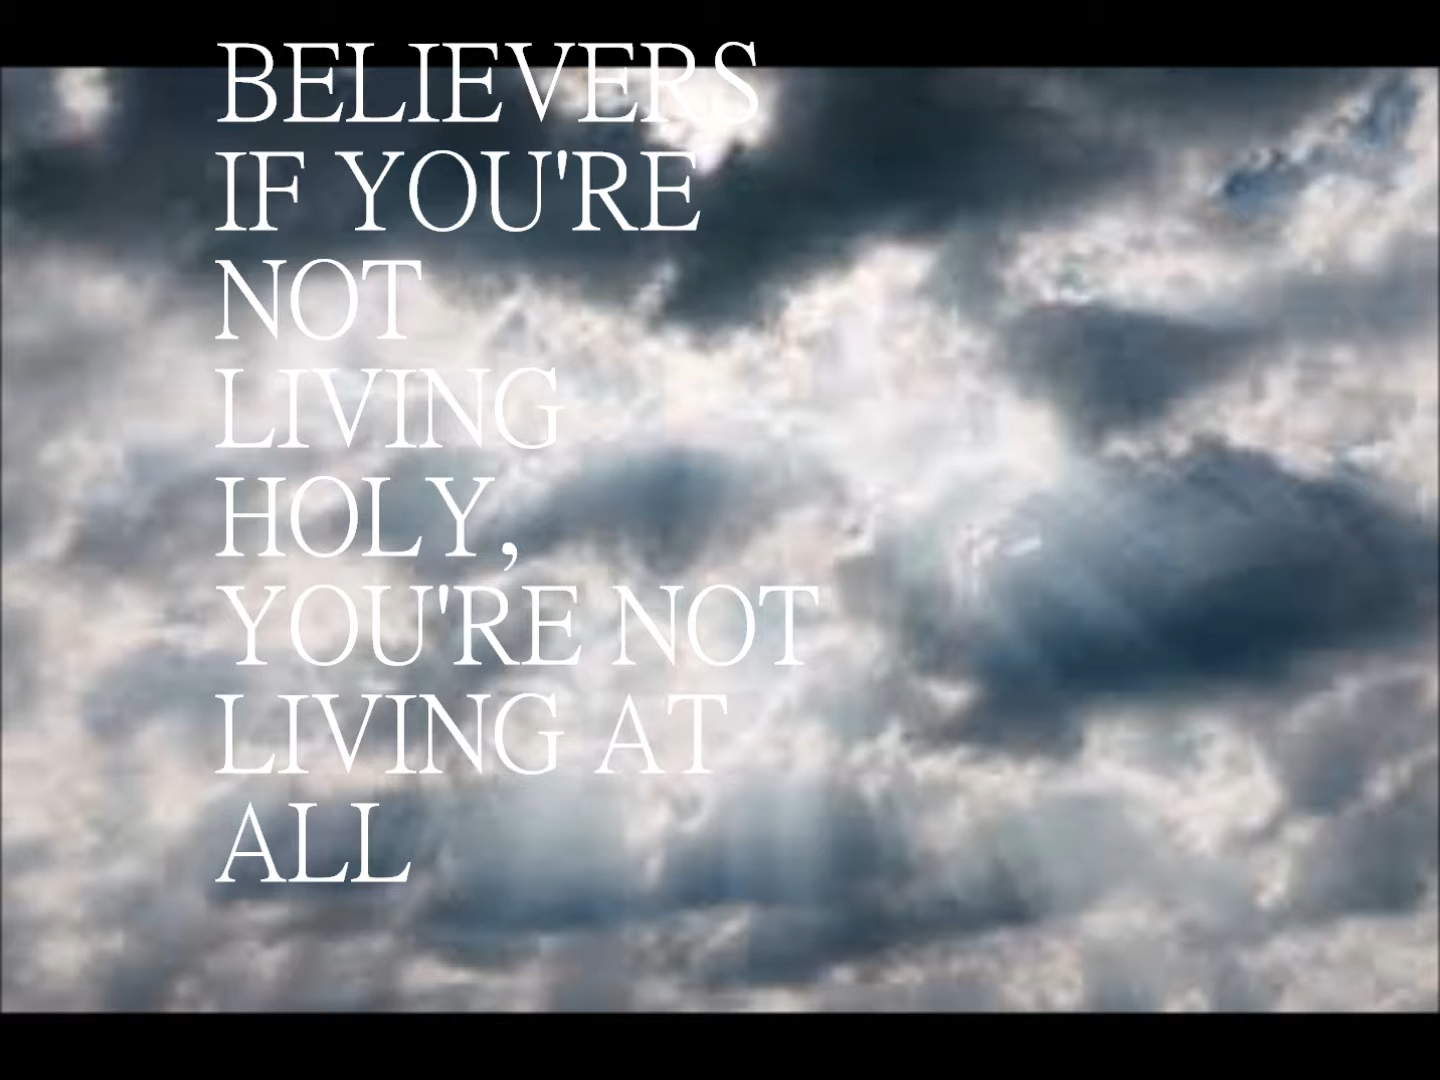 BELIEVERS
IF YOU'RE
NOT
LIVING
HOLY,
YOU'RE NOT
LIVING AT
ALL